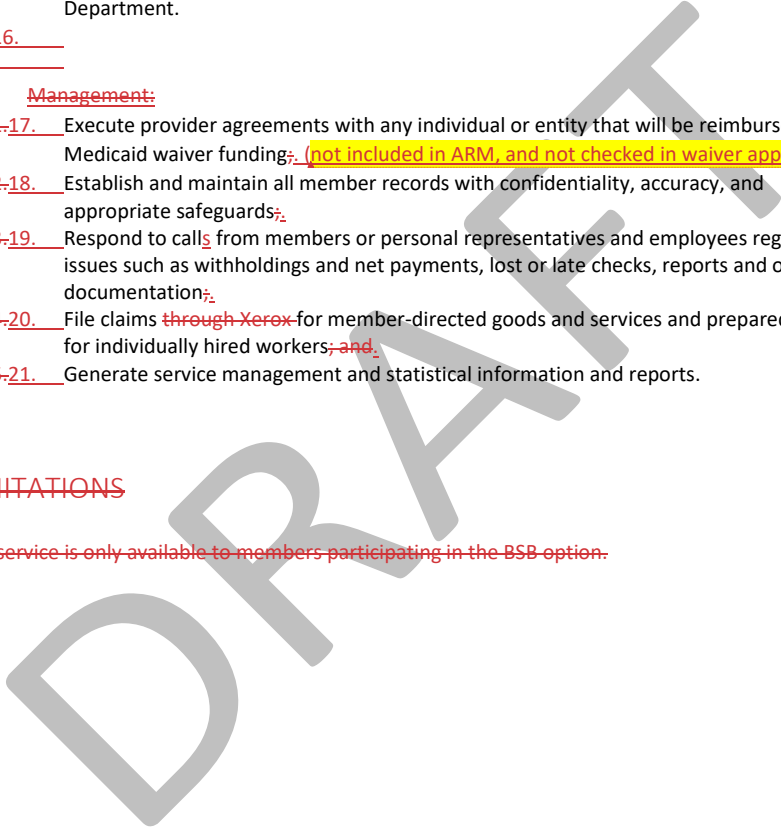 Department.
16.
Management:
17. Execute provider agreements with any individual or entity that will be
Medicaid waiver funding;. (not included in ARM, and not checked in waiver
18. Establish and maintain all member records with confidentiality, accuracy, and
appropriate safeguards;.
19. Respond to calls from members or personal representatives and employees
issues such as withholdings and net payments, lost or late checks, reports and
documentation;.
20. File claims through Xerox for member-directed goods and services and
for individually hired workers; and.
21. Generate service management and statistical information and reports.
service is only available to members participating in the BSB option.
DRAFT